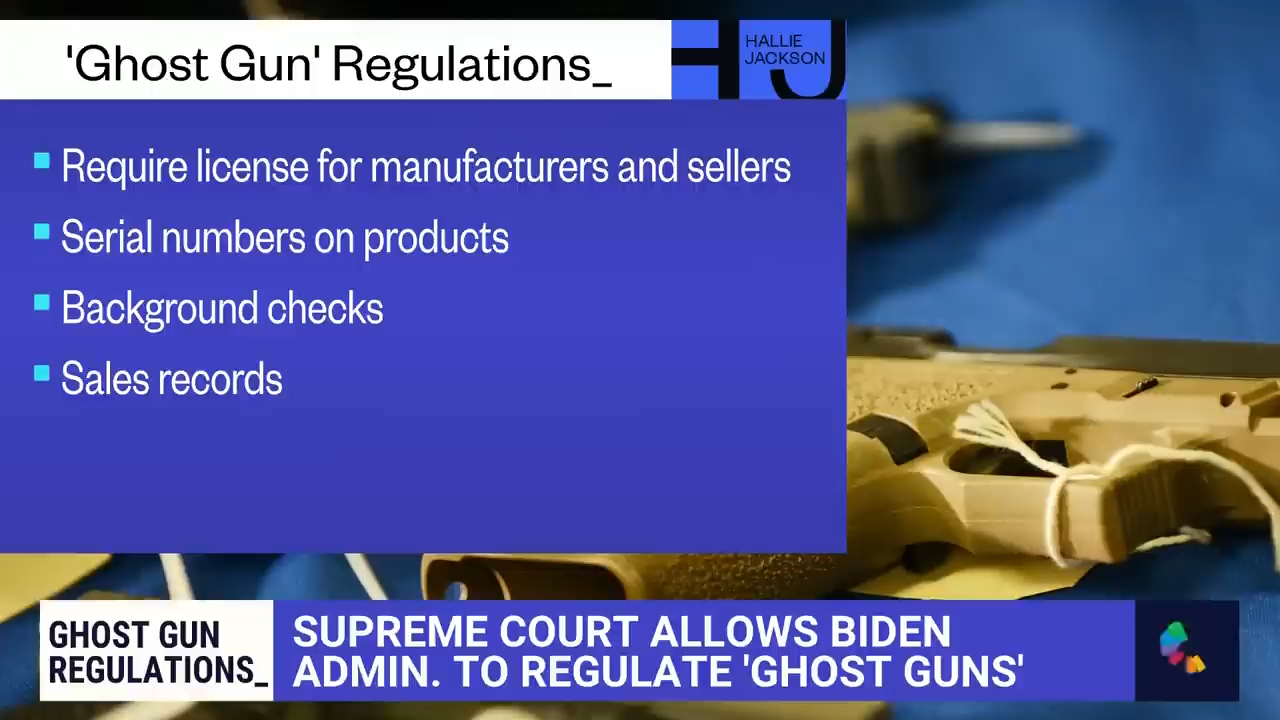 'Ghost Gun' Regulations_
HALLIE
JACKSON
Require license for manufacturers and sellers
Serial numbers on products
Background checks
Sales records
GHOST GUN
REGULATIONS_
SUPREME COURT ALLOWS BIDEN
ADMIN. TO REGULATE 'GHOST GUNS'